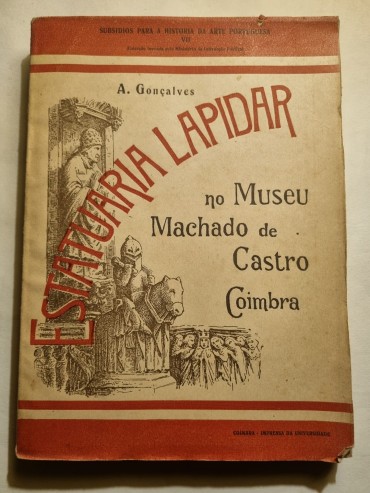 SUBSIDIOS PARA A HISTORIA DA ARTE PORTUGUESA
VII
A. Gonçalves
ESTATUARIA LAPIDAR
no Museu
Machado de
Castro
Coimbra
COIMBRA - IMPRENSA DA UNIVERSIDADE